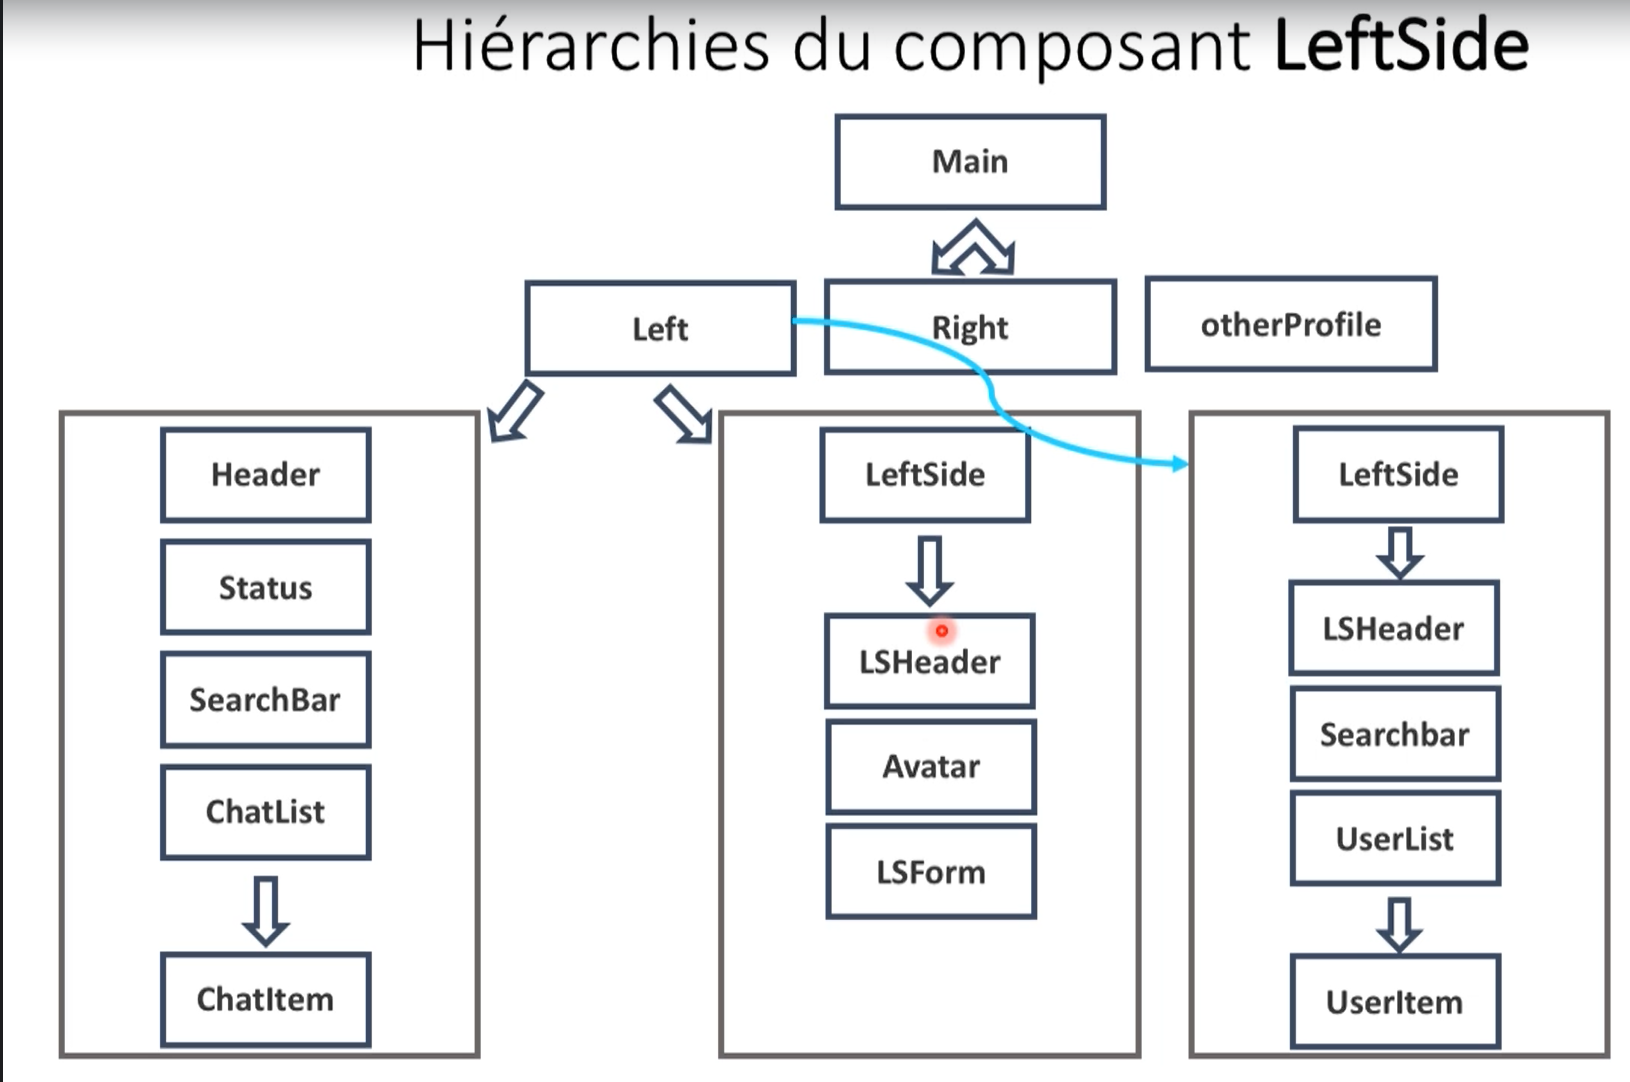 Hiérarchies du composant LeftSide
Main
Left
Right
otherProfile
Header
Status
SearchBar
ChatList
ChatItem
LeftSide
LSHeader
Avatar
LSForm
LeftSide
LSHeader
Searchbar
UserList
UserItem